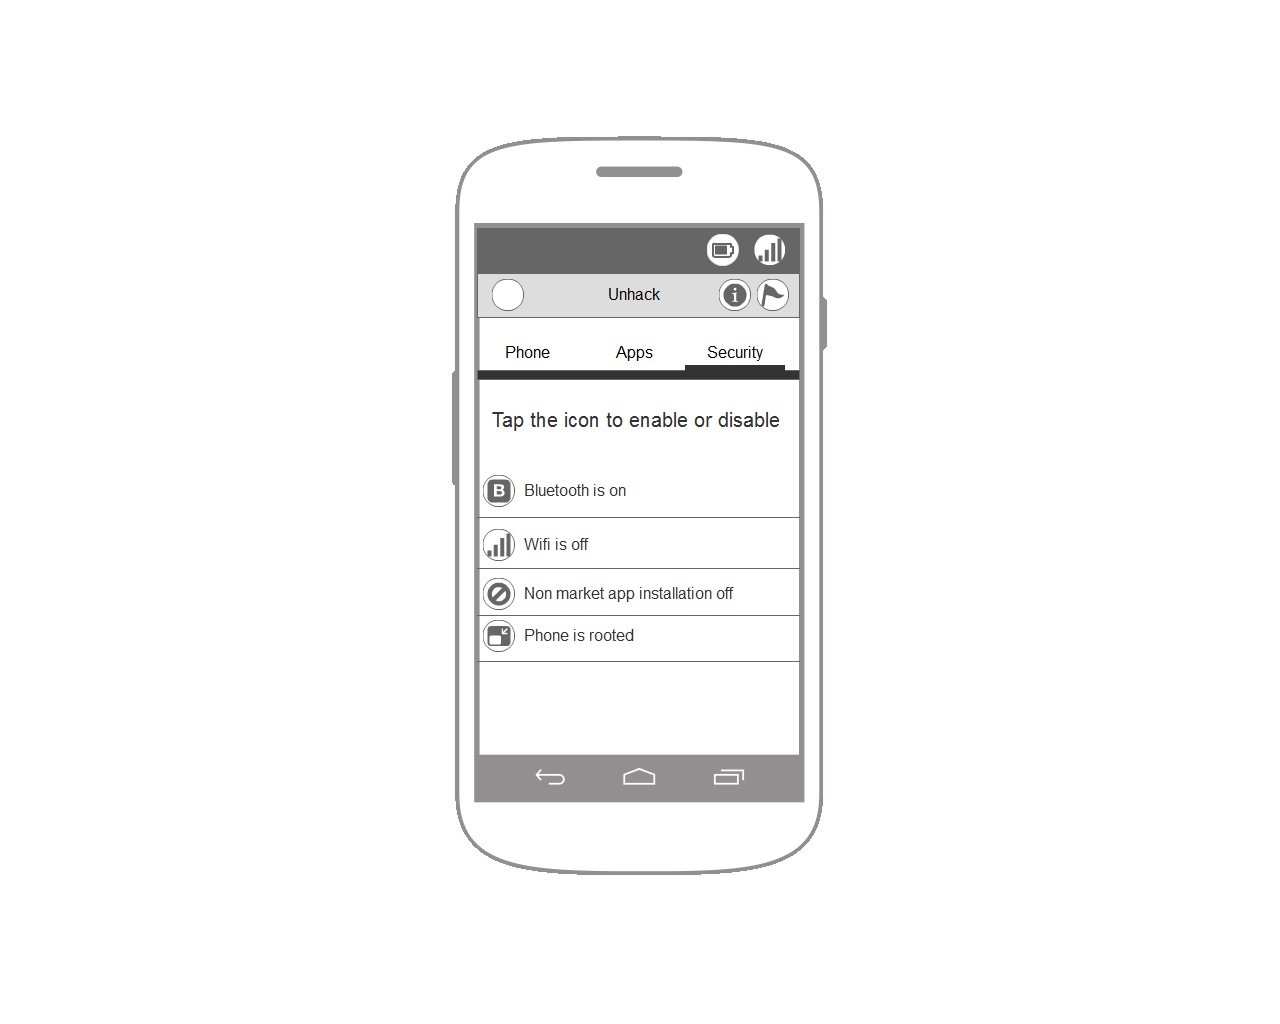 Unhack
Phone Apps Security
Tap the icon to enable or disable
B Bluetooth is on
Wifi is off
Non market app installation off
Phone is rooted